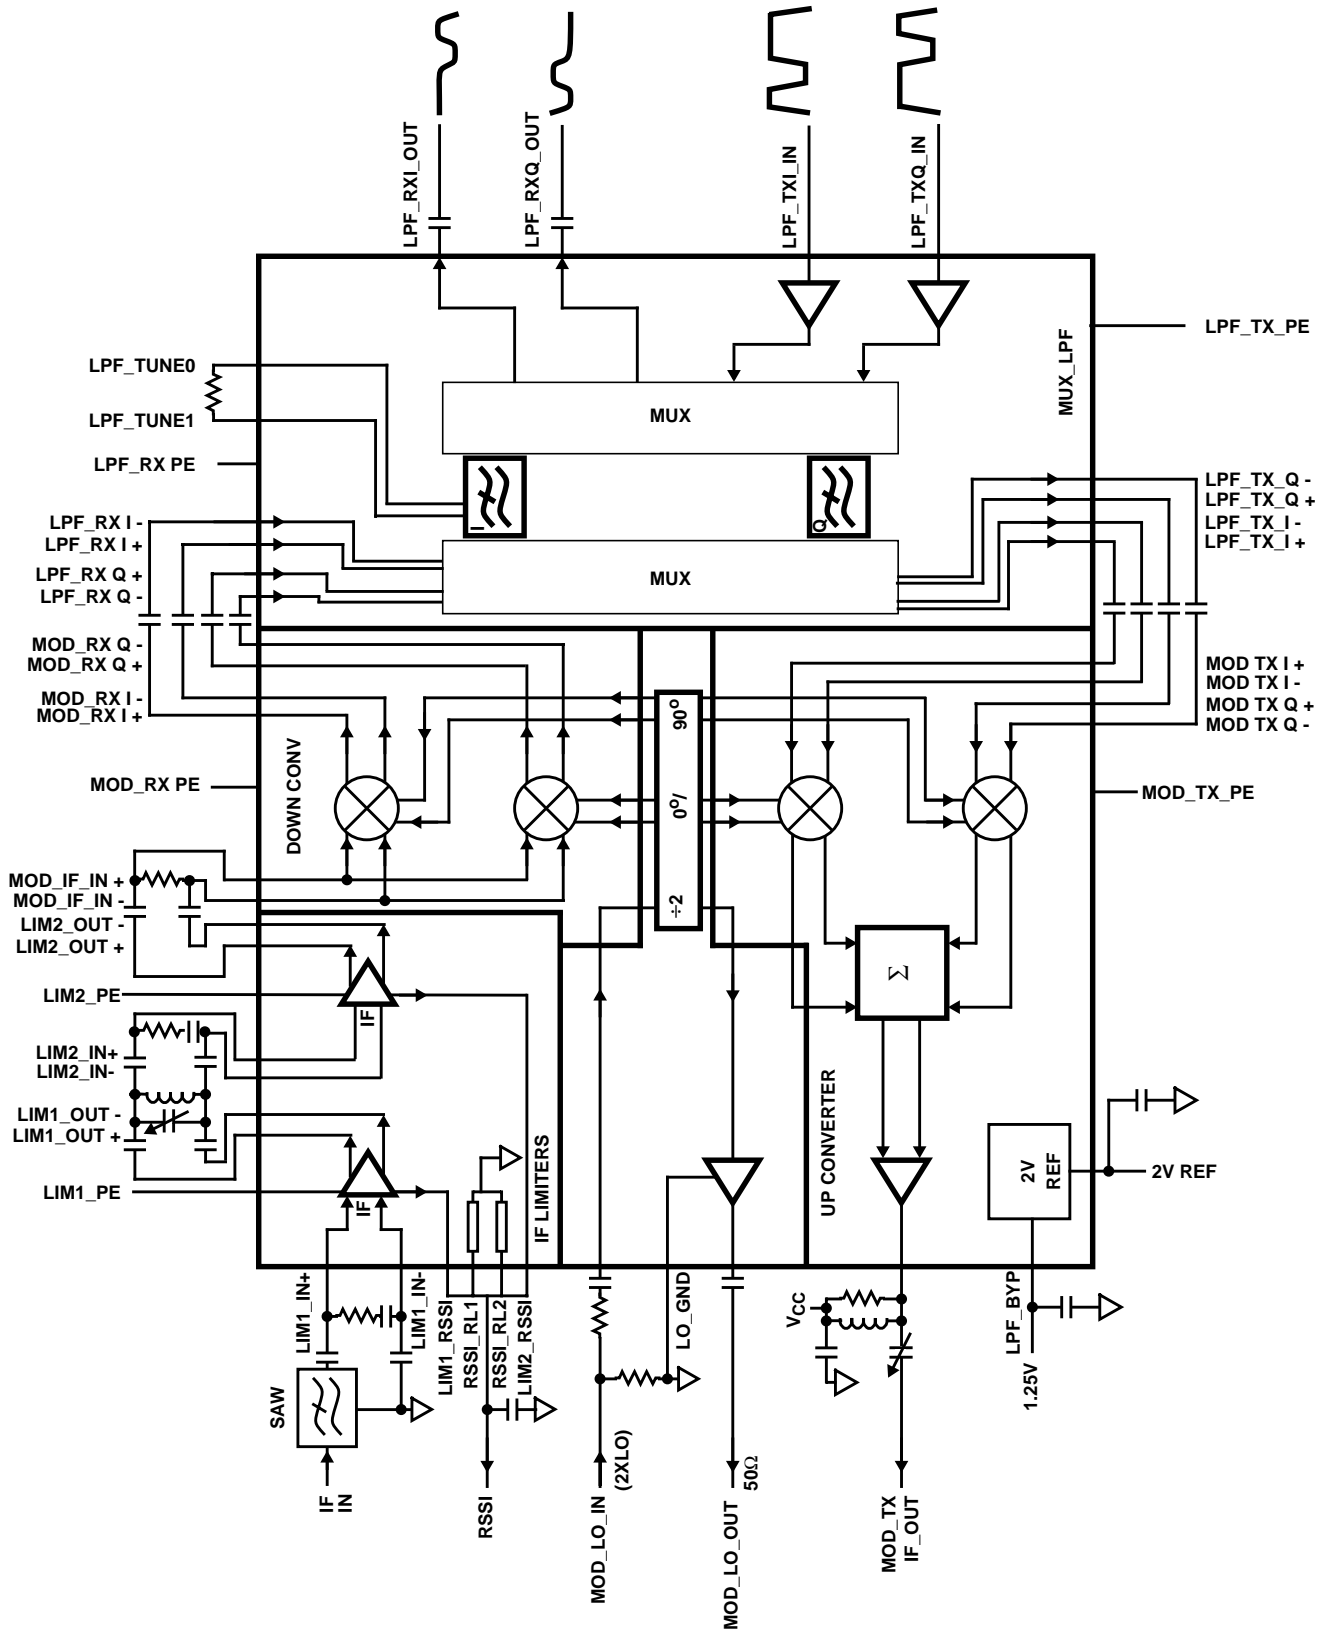 LPF_RXI_OUT
LPF_RXQ_OUT
LPF_TXI_IN
LPF_TXQ_IN
LPF_TUNE0
LPF_TUNE1
LPF_RX PE
LPF_TX_PE
MUX_LPF
MUX
I
Q
MUX
LPF_RX I -
LPF_RX I +
LPF_RX Q +
LPF_RX Q -
LPF_TX_Q -
LPF_TX_Q +
LPF_TX_I -
LPF_TX_I +
MOD_RX Q -
MOD_RX Q +
MOD_RX I -
MOD_RX I +
MOD TX I +
MOD TX I -
MOD TX Q +
MOD TX Q -
MOD_RX PE
MOD_TX_PE
DOWN CONV
÷2
0º/
90º
MOD_IF_IN +
MOD_IF_IN -
LIM2_OUT -
LIM2_OUT +
LIM2_PE
IF
LIM2_IN+
LIM2_IN-
LIM1_OUT -
LIM1_OUT +
LIM1_PE
IF
IF LIMITERS
Σ
UP CONVERTER
2V
REF
2V REF
LIM1_IN+
LIM1_IN-
LIM1_RSSI
RSSI_RL1
RSSI_RL2
LIM2_RSSI
LO_GND
VCC
LPF_BYP
1.25V
SAW
IF
IN
RSSI
MOD_LO_IN
(2XLO)
MOD_LO_OUT
50Ω
MOD_TX
IF_OUT